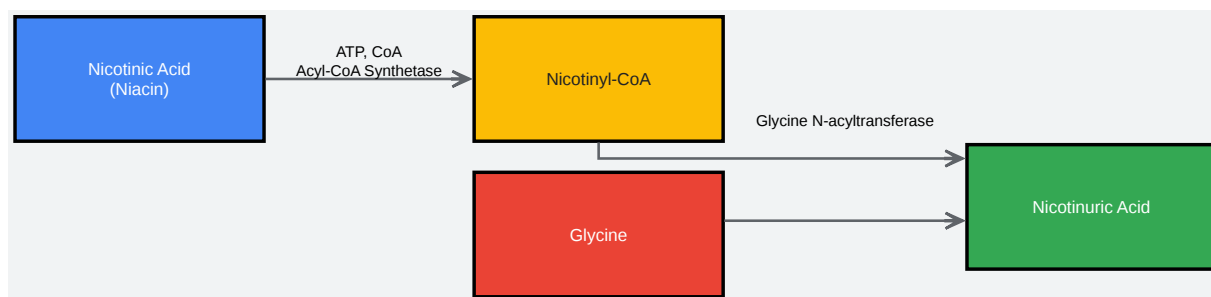 Nicotinic Acid
(Niacin)
ATP, CoA
Acyl-CoA Synthetase
Nicotinyl-CoA
Glycine N-acyltransferase
Glycine
Nicotinuric Acid